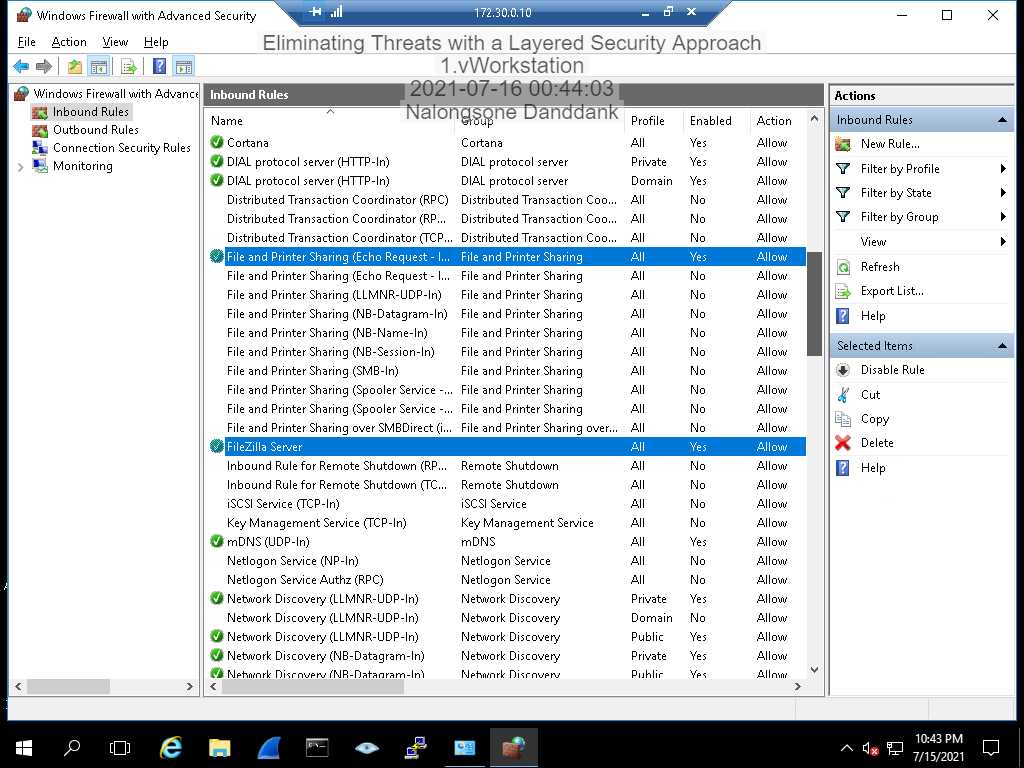 Windows Firewall with Advanced Security
172.30.0.10
File Action View Help
Eliminating Threats with a Layered Security Approach
1.vWorkstation
2021-07-16 00:44:03
Nalongsone Danddank
Windows Firewall with Advance
Inbound Rules
Outbound Rules
Connection Security Rules
Monitoring
Inbound Rules
Name Group Profile Enabled Action
Cortana Cortana All Yes Allow
DIAL protocol server (HTTP-In) DIAL protocol server Private Yes Allow
DIAL protocol server (HTTP-In) DIAL protocol server Domain Yes Allow
Distributed Transaction Coordinator (RPC) Distributed Transaction Coo... All No Allow
Distributed Transaction Coordinator (RP... Distributed Transaction Coo... All No Allow
Distributed Transaction Coordinator (TCP... Distributed Transaction Coo... All No Allow
File and Printer Sharing (Echo Request - I... File and Printer Sharing All Yes Allow
File and Printer Sharing (Echo Request - I... File and Printer Sharing All No Allow
File and Printer Sharing (LLMNR-UDP-In) File and Printer Sharing All No Allow
File and Printer Sharing (NB-Datagram-In) File and Printer Sharing All No Allow
File and Printer Sharing (NB-Name-In) File and Printer Sharing All No Allow
File and Printer Sharing (NB-Session-In) File and Printer Sharing All No Allow
File and Printer Sharing (SMB-In) File and Printer Sharing All No Allow
File and Printer Sharing (Spooler Service -... File and Printer Sharing All No Allow
File and Printer Sharing (Spooler Service -... File and Printer Sharing All No Allow
File and Printer Sharing over SMBDirect (i... File and Printer Sharing over... All No Allow
FileZilla Server All Yes Allow
Inbound Rule for Remote Shutdown (RP... Remote Shutdown All No Allow
Inbound Rule for Remote Shutdown (TC... Remote Shutdown All No Allow
iSCSI Service (TCP-In) iSCSI Service All No Allow
Key Management Service (TCP-In) Key Management Service All No Allow
mDNS (UDP-In) mDNS All Yes Allow
Netlogon Service (NP-In) Netlogon Service All No Allow
Netlogon Service Authz (RPC) Netlogon Service All No Allow
Network Discovery (LLMNR-UDP-In) Network Discovery Private Yes Allow
Network Discovery (LLMNR-UDP-In) Network Discovery Domain No Allow
Network Discovery (LLMNR-UDP-In) Network Discovery Public Yes Allow
Network Discovery (NB-Datagram-In) Network Discovery Private Yes Allow
Network Discovery (NB-Datagram-In) Network Discovery Public Yes Allow
Actions
Inbound Rules
New Rule...
Filter by Profile
Filter by State
Filter by Group
View
Refresh
Export List...
Help
Selected Items
Disable Rule
Cut
Copy
Delete
Help
10:43 PM
7/15/2021